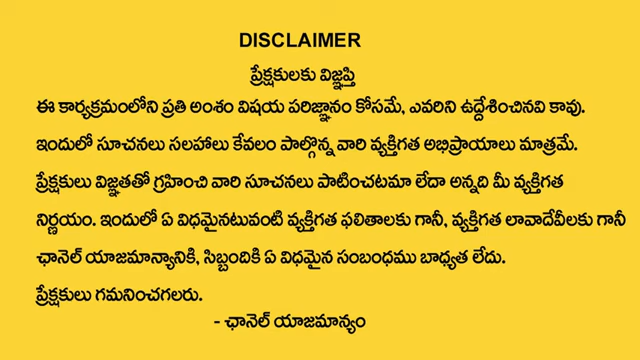 DISCLAIMER
ప్రేక్షకులకు విజ్ఞప్తి
ఈ కార్యక్రమంలోని ప్రతి అంశం విషయ పరిజ్ఞానం కోసమే, ఎవరిని ఉద్దేశించినవి కావు.
ఇందులో సూచనలు సలహాలు కేవలం పాల్గొన్న వారి వ్యక్తిగత అభిప్రాయాలు మాత్రమే.
ప్రేక్షకులు విజ్ఞతతో గ్రహించి వారి సూచనలు పాటించటమా లేదా అన్నది మీ వ్యక్తిగత
నిర్ణయం. ఇందులో ఏ విధమైనటువంటి వ్యక్తిగత ఫలితాలకు గానీ, వ్యక్తిగత లావాదేవీలకు గానీ
ఛానెల్ యాజమాన్యానికి, సిబ్బందికి ఏ విధమైన సంబంధము బాధ్యత లేదు.
ప్రేక్షకులు గమనించగలరు.
- ఛానెల్ యాజమాన్యం